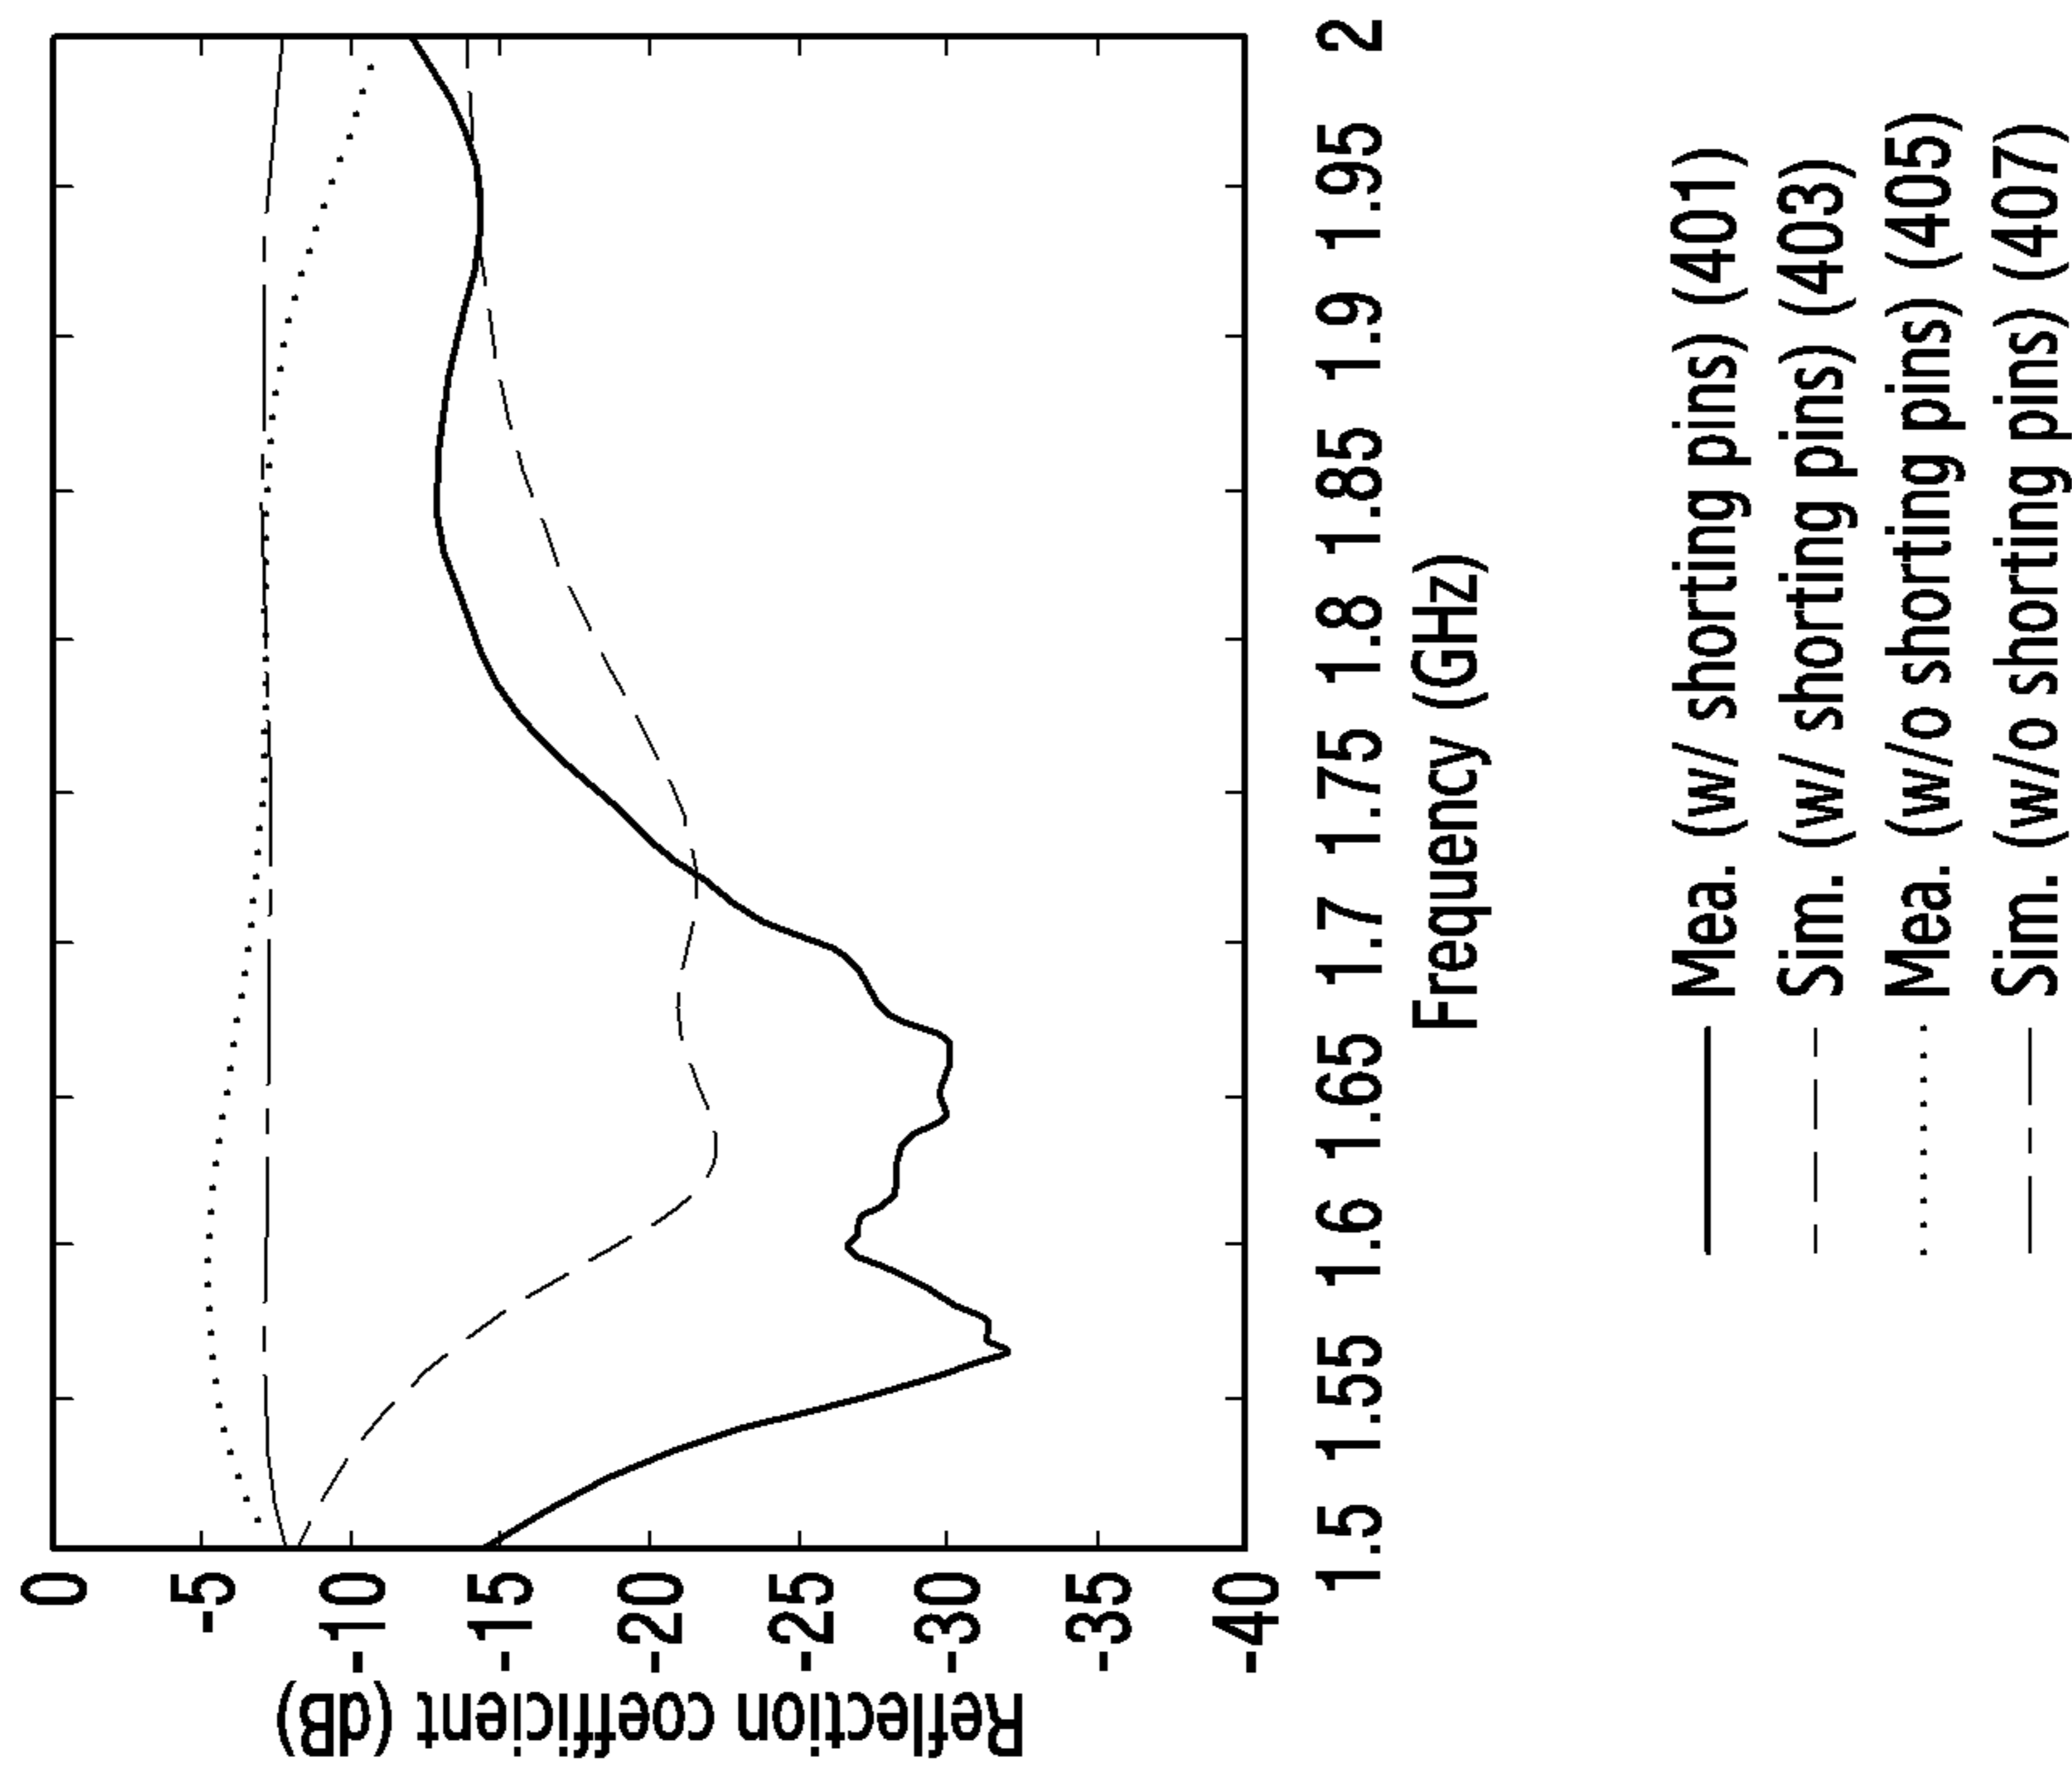 Reflection coefficient (dB)
0
-5
-10
-15
-20
-25
-30
-35
-40
1.5 1.55 1.6 1.65 1.7 1.75 1.8 1.85 1.9 1.95 2
Frequency (GHz)
Mea. (w/ shorting pins) (401)
Sim. (w/ shorting pins) (403)
Mea. (w/o shorting pins) (405)
Sim. (w/o shorting pins) (407)